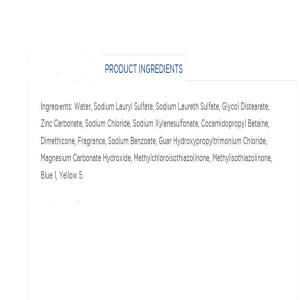 PRODUCT INGREDIENTS
Ingredients: Water, Sodium Lauryl Sulfate, Sodium Laureth Sulfate, Glycol Distearate,
Zinc Carbonate, Sodium Chloride, Sodium Xylenesulfonate, Cocamidopropyl Betaine,
Dimethicone, Fragrance, Sodium Benzoate, Guar Hydroxypropyltrimonium Chloride,
Magnesium Carbonate Hydroxide, Methylchloroisothiazolinone, Methylisothiazolinone,
Blue 1, Yellow 5.